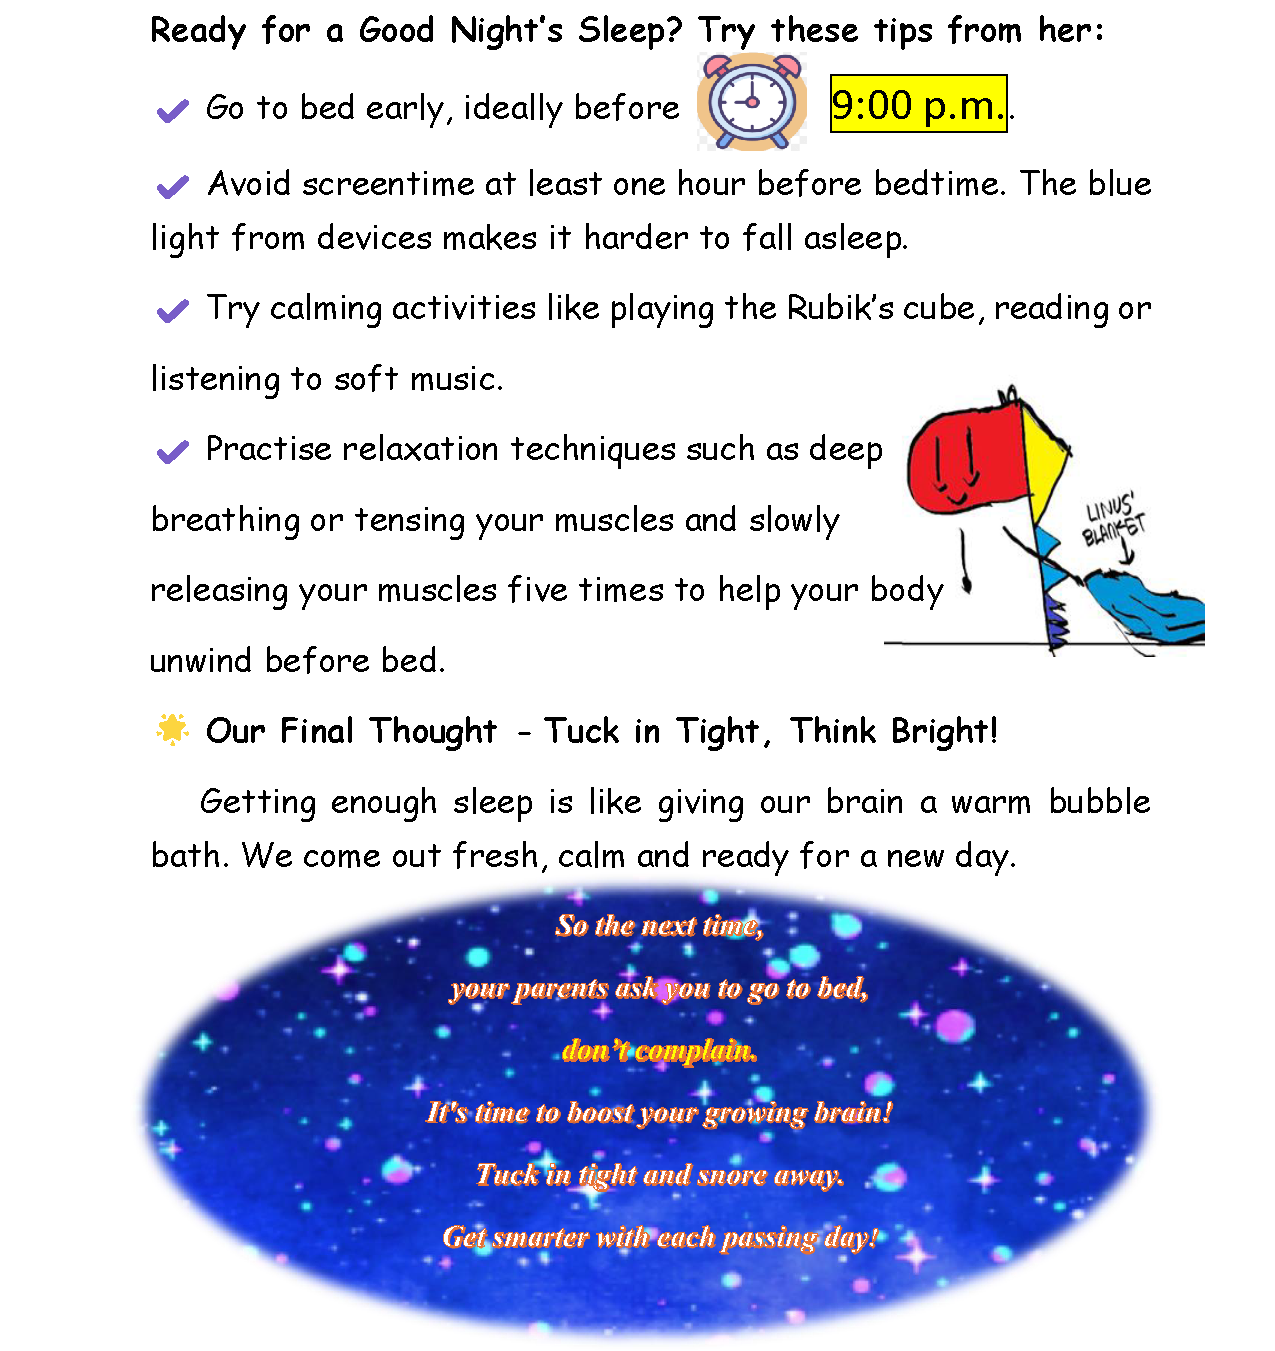 Ready for a Good Night's Sleep? Try these tips from her:
Go to bed early, ideally before 9:00 p.m..
Avoid screentime at least one hour before bedtime. The blue
light from devices makes it harder to fall asleep.
Try calming activities like playing the Rubik's cube, reading or
listening to soft music.
Practise relaxation techniques such as deep
breathing or tensing your muscles and slowly
releasing your muscles five times to help your body
unwind before bed.
LINUS'
BLANKET
Our Final Thought - Tuck in Tight, Think Bright!
Getting enough sleep is like giving our brain a warm bubble
bath. We come out fresh, calm and ready for a new day.
So the next time,
your parents ask you to go to bed,
don't complain.
It's time to boost your growing brain!
Tuck in tight and snore away.
Get smarter with each passing day!